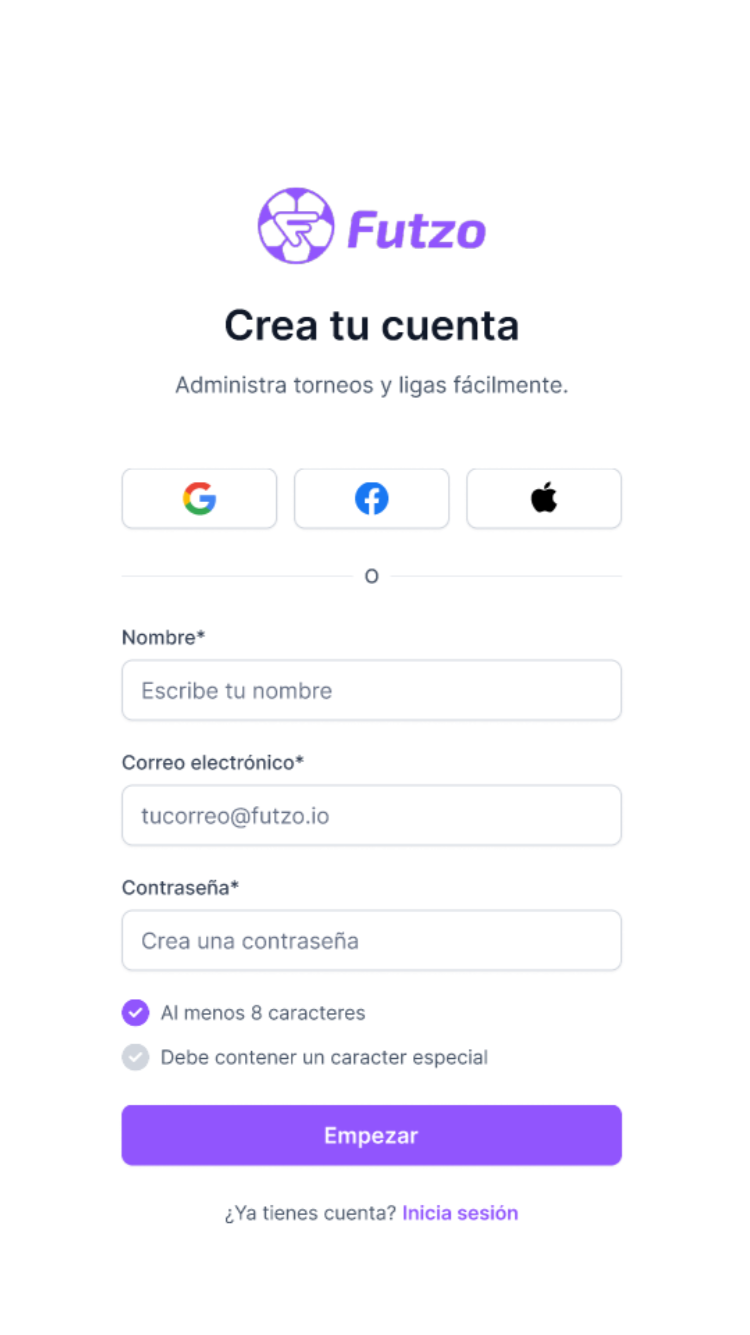 Futzo
Crea tu cuenta
Administra torneos y ligas fácilmente.
O
Nombre*
Escribe tu nombre
Correo electrónico*
tucorreo@futzo.io
Contraseña*
Crea una contraseña
Al menos 8 caracteres
Debe contener un caracter especial
Empezar
¿Ya tienes cuenta? Inicia sesión